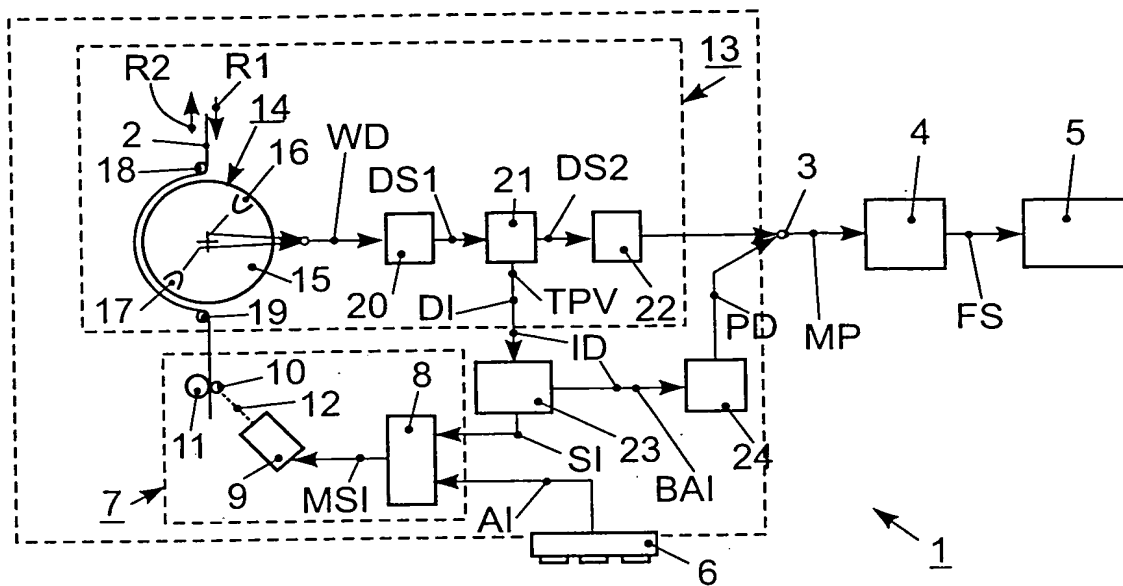 13
R2 R1
14
2 WD 16
18 DS1 21 DS2 3 4 5
15
17 20 DI TPV 22
19 PD MP FS
ID
10 8
11 12
23 24
9 MSI SI BAI
7
AI
6
1